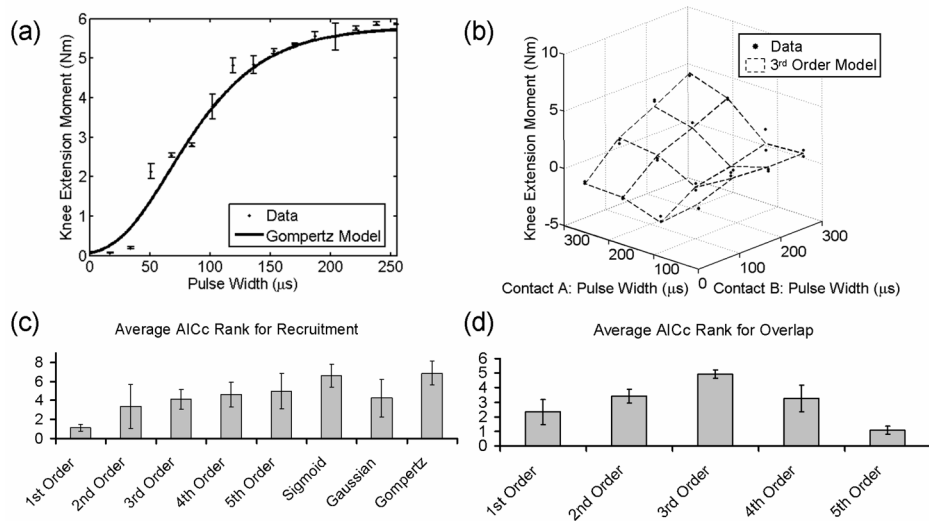 (a)
Knee Extension Moment (Nm)
6
5
4
3
2
1
0
0 50 100 150 200 250
Pulse Width (μs)
Data
Gompertz Model
(b)
Knee Extension Moment (Nm)
10
5
0
-5
300
200
100
0
100
200
300
Contact A: Pulse Width (μs)
Contact B: Pulse Width (μs)
Data
3rd Order Model
(c)
Average AICc Rank for Recruitment
8
6
4
2
0
1st Order
2nd Order
3rd Order
4th Order
5th Order
Sigmoid
Gaussian
Gompertz
(d)
Average AICc Rank for Overlap
6
5
4
3
2
1
0
1st Order
2nd Order
3rd Order
4th Order
5th Order